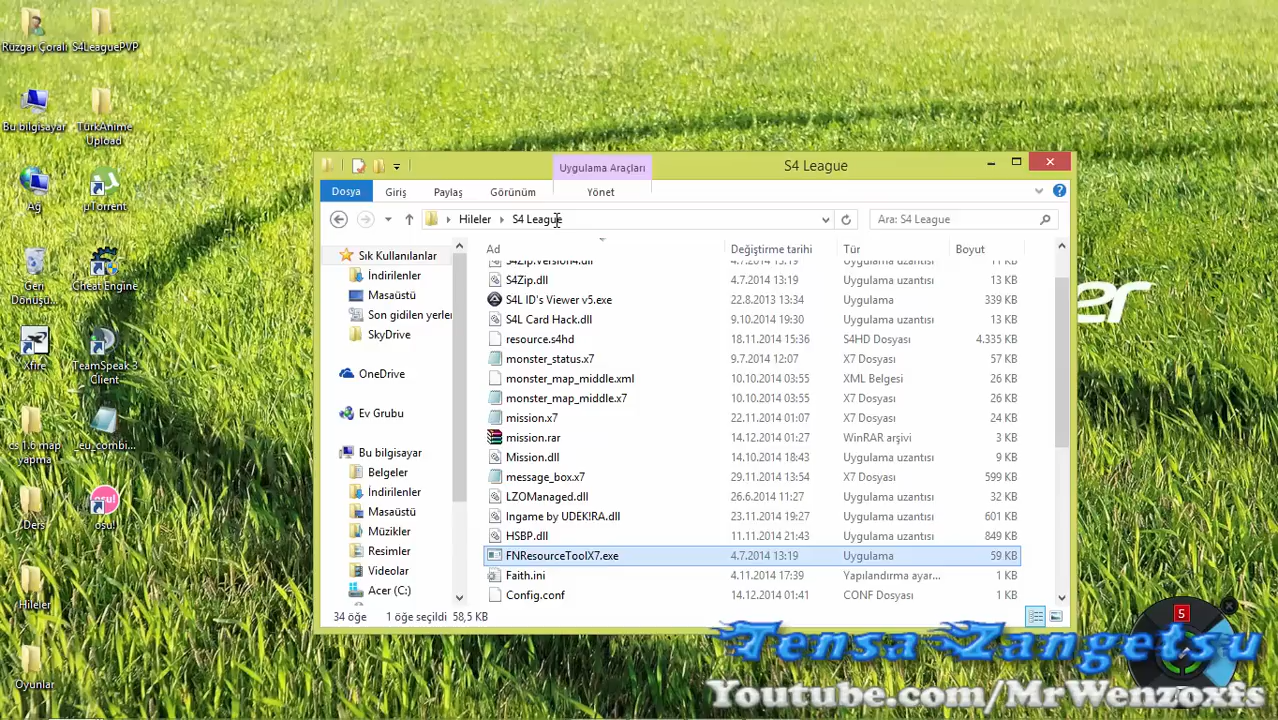 Rüzgar Çorali
S4LeaguePVP
Bu bilgisayar
TürkAnime
Upload
Ağ
µTorrent
Geri
Dönüşü...
Cheat Engine
Xfire
TeamSpeak 3
Client
cs 1.6 map
yapma
_eu_combi...
Ders
osu!
osu!
Hileler
Oyunlar
Uygulama Araçları
S4 League
Dosya
Giriş
Paylaş
Görünüm
Yönet
Hileler
S4 League
Ara: S4 League
Ad
Değiştirme tarihi
Tür
Boyut
Sık Kullanılanlar
İndirilenler
Masaüstü
Son gidilen yerler
SkyDrive
OneDrive
Ev Grubu
Bu bilgisayar
Belgeler
İndirilenler
Masaüstü
Müzikler
Resimler
Videolar
Acer (C:)
S4Zip.Version4.dll 4.7.2014 13:19 Uygulama uzantısı 11 KB
S4Zip.dll 4.7.2014 13:19 Uygulama uzantısı 13 KB
S4L ID's Viewer v5.exe 22.8.2013 13:34 Uygulama 339 KB
S4L Card Hack.dll 9.10.2014 19:30 Uygulama uzantısı 13 KB
resource.s4hd 18.11.2014 15:36 S4HD Dosyası 4.335 KB
monster_status.x7 9.7.2014 12:07 X7 Dosyası 57 KB
monster_map_middle.xml 10.10.2014 03:55 XML Belgesi 26 KB
monster_map_middle.x7 10.10.2014 03:55 X7 Dosyası 26 KB
mission.x7 22.11.2014 01:07 X7 Dosyası 18 KB
mission.rar 14.12.2014 01:27 WinRAR arşivi 3 KB
Mission.dll 14.12.2014 01:27 Uygulama uzantısı 9 KB
message_box.x7 29.11.2014 13:54 X7 Dosyası 599 KB
LZOManaged.dll 26.6.2014 11:27 Uygulama uzantısı 32 KB
Ingame by UDEK!RA.dll 23.11.2014 19:27 Uygulama uzantısı 601 KB
HSBP.dll 11.11.2014 21:43 Uygulama uzantısı 849 KB
FNResourceToolX7.exe 4.7.2014 13:19 Uygulama 59 KB
Faith.ini 4.11.2014 17:39 Yapılandırma ayar... 1 KB
Config.conf 14.12.2014 01:41 CONF Dosyası 1 KB
34 öğe 1 öğe seçildi 58,5 KB
5
Tensa Zangetsu
Youtube.com/MrWenzoxfs